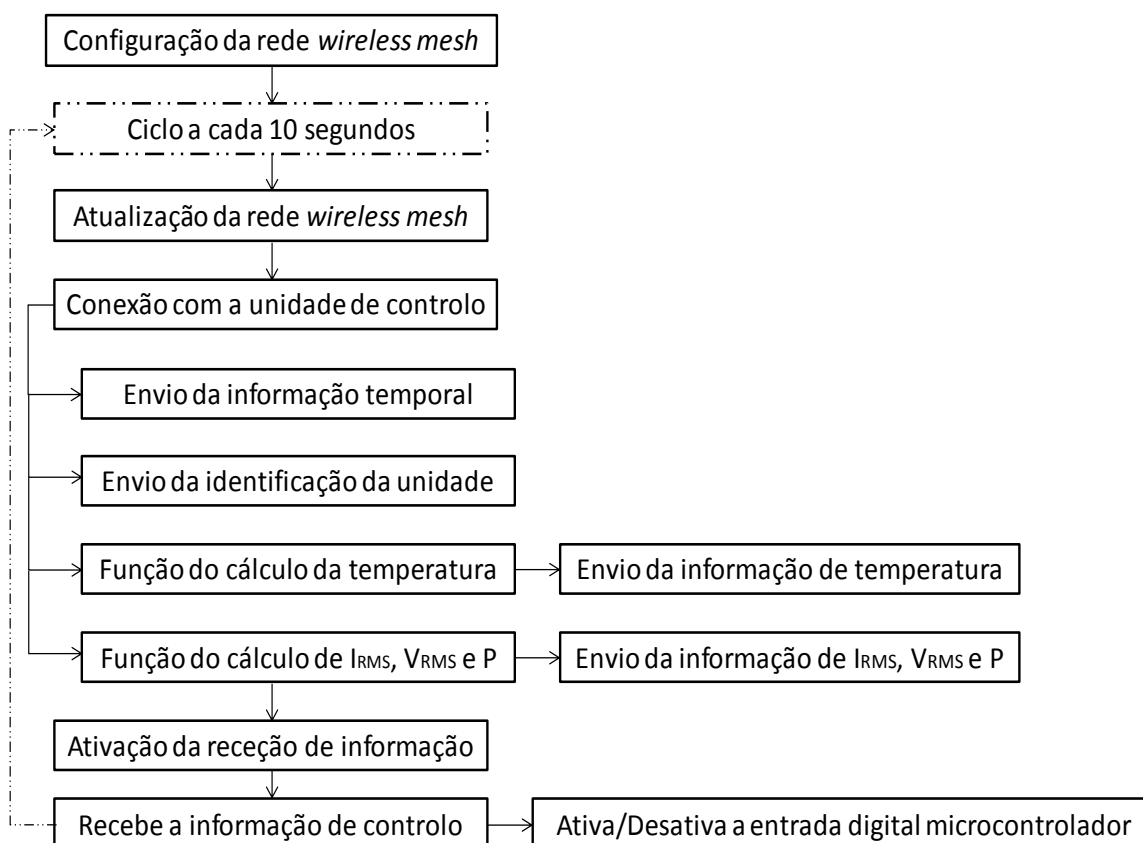 Configuração da rede wireless mesh
Ciclo a cada 10 segundos
Atualização da rede wireless mesh
Conexão com a unidade de controlo
Envio da informação temporal
Envio da identificação da unidade
Função do cálculo da temperatura
Envio da informação de temperatura
Função do cálculo de IRMS, VRMS e P
Envio da informação de IRMS, VRMS e P
Ativação da receção de informação
Recebe a informação de controlo
Ativa/Desativa a entrada digital microcontrolador